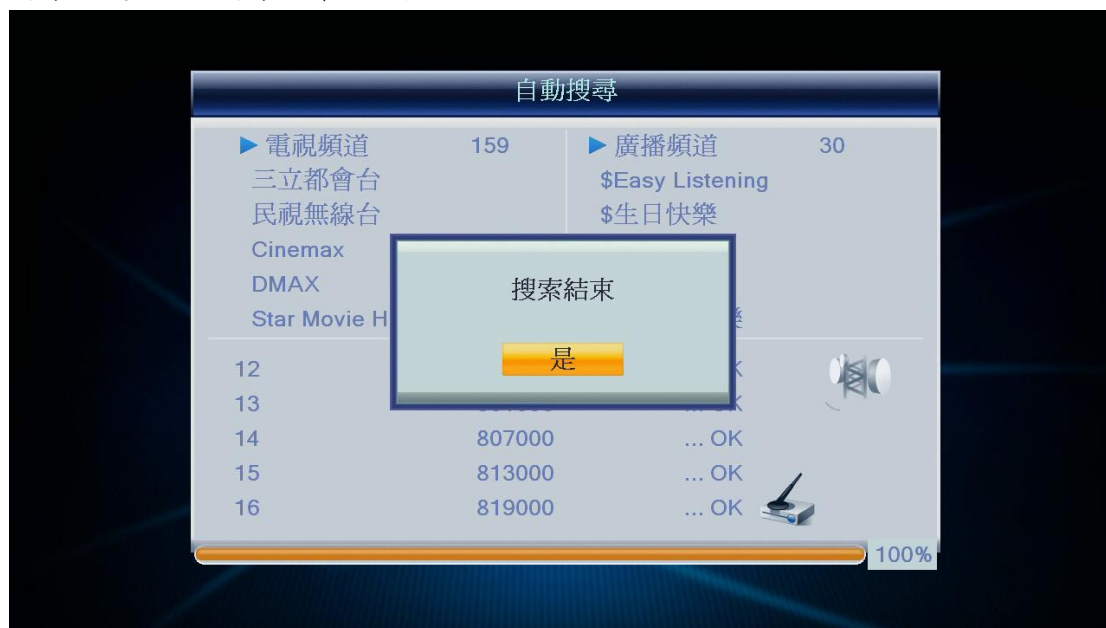 自動搜尋
電視頻道 159
廣播頻道 30
三立都會台
$Easy Listening
民視無線台
$生日快樂
Cinemax
DMAX
Star Movie H
搜索結束
是
12
13
... OK
14 807000 ... OK
15 813000 ... OK
16 819000 ... OK
100%